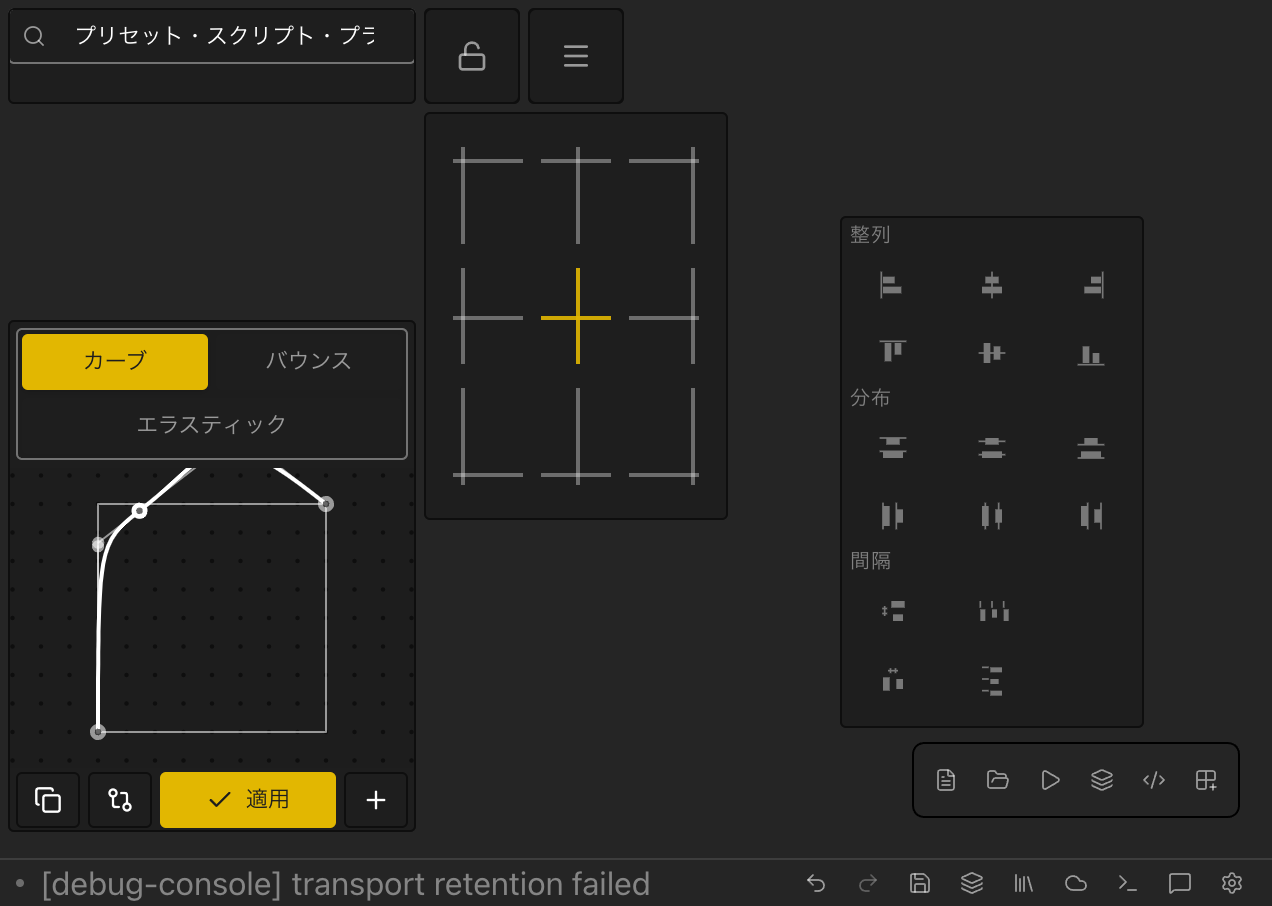 プリセット・スクリプト・プラ
整列
分布
間隔
カーブ
バウンス
エラスティック
適用
[debug-console] transport retention failed